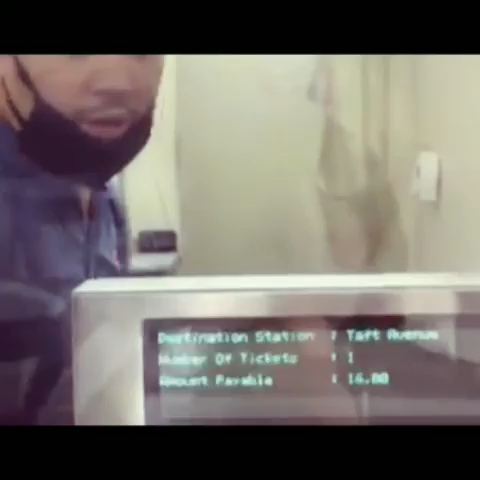 Destination Station : Taft Avenue
Number Of Tickets : 1
Amount Payable : 16.00